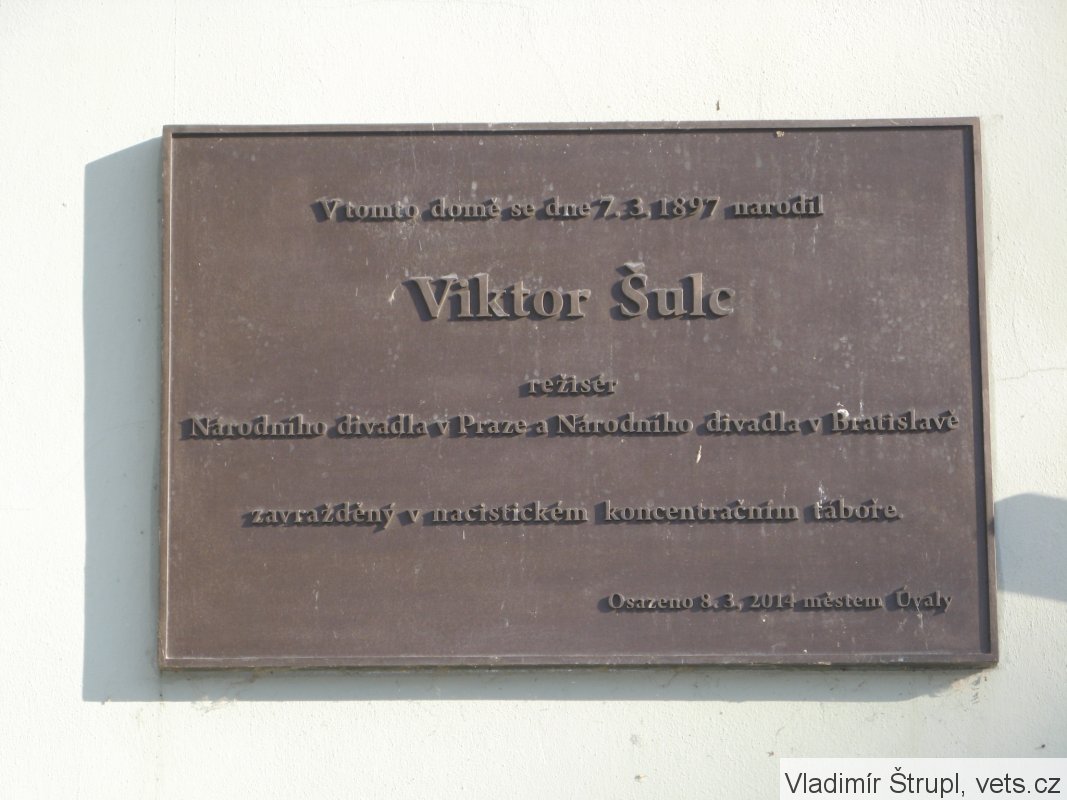 V tomto domě se dne 7. 3. 1897 narodil
Viktor Šulc
režisér
Národního divadla v Praze a Národního divadla v Bratislavě
zavražděný v nacistickém koncentračním táboře.
Osazeno 8. 3. 2014 městem Úvaly
Vladimír Štrupl, vets.cz